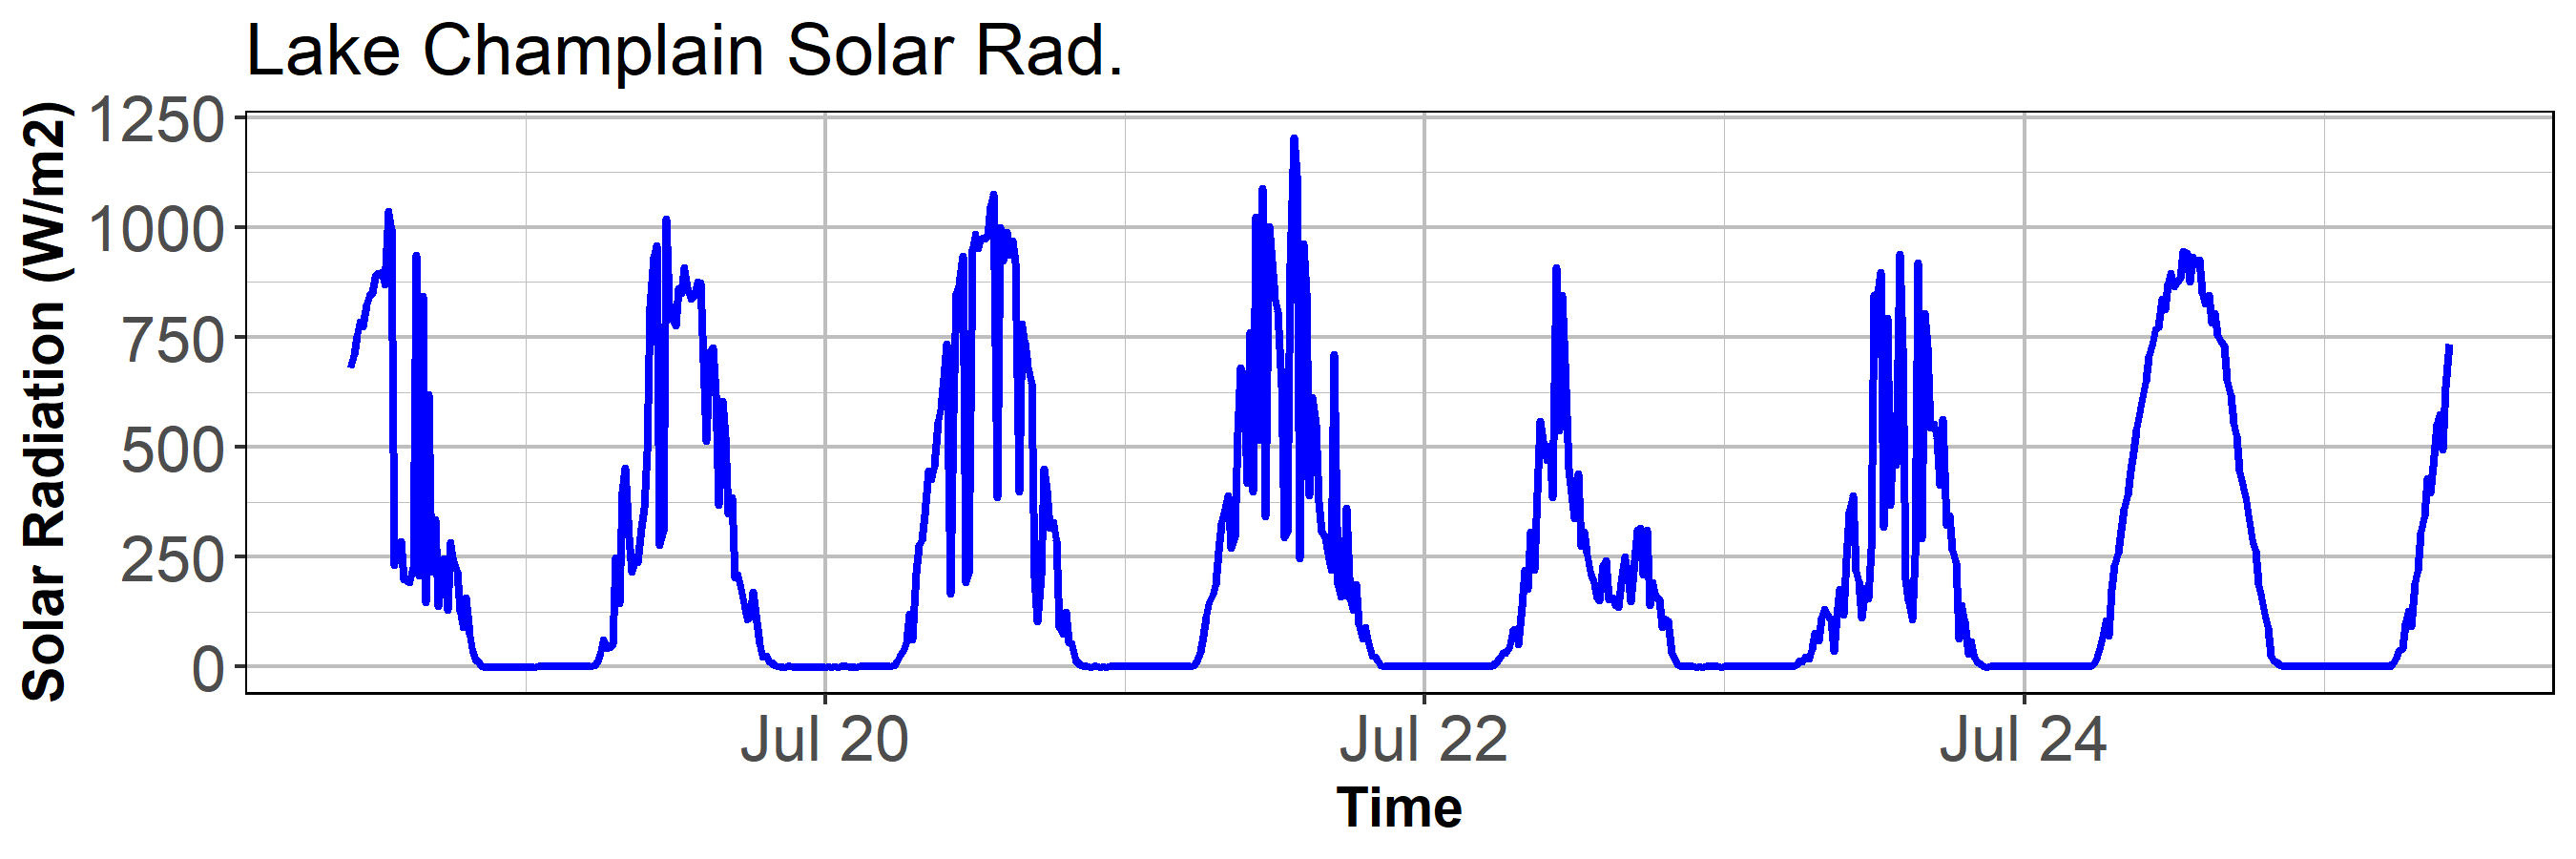 Lake Champlain Solar Rad.
Solar Radiation (W/m2)
1250
1000
750
500
250
0
Jul 20
Jul 22
Jul 24
Time